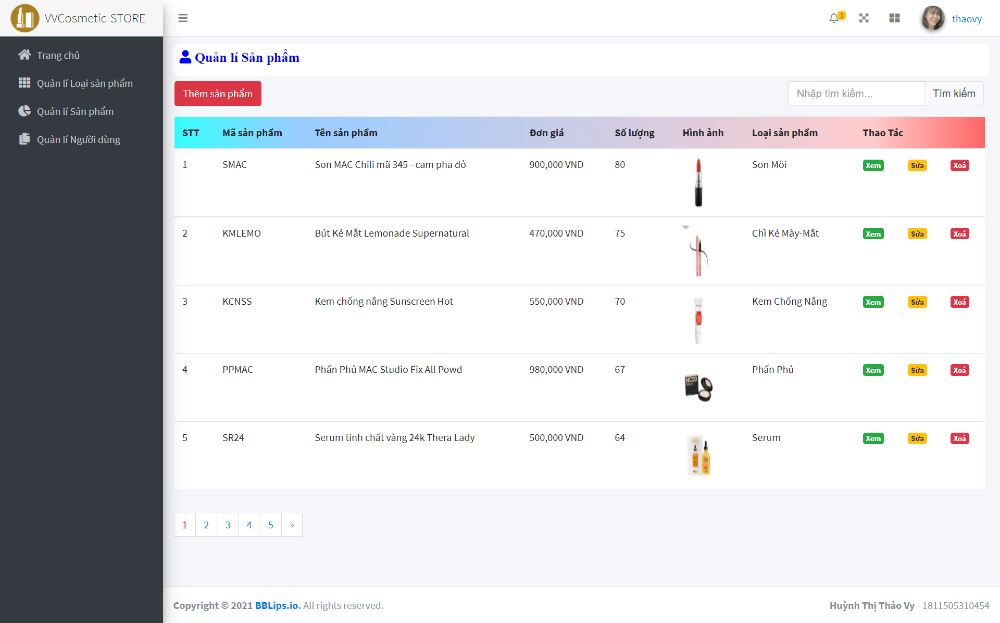 VVCosmetic-STORE
5
thaovy
Trang chủ
Quản lí Loại sản phẩm
Quản lí Sản phẩm
Quản lí Người dùng
Quản lí Sản phẩm
Thêm sản phẩm
Nhập tìm kiếm... Tìm kiếm
STT Mã sản phẩm Tên sản phẩm Đơn giá Số lượng Hình ảnh Loại sản phẩm Thao Tác
1 SMAC Son MAC Chili mã 345 - cam pha đỏ 900,000 VND 80 Son Môi Xem Sửa Xoá
2 KMLEMO Bút Kẻ Mắt Lemonade Supernatural 470,000 VND 75 Chì Kẻ Mày-Mắt Xem Sửa Xoá
3 KCNSS Kem chống nắng Sunscreen Hot 550,000 VND 70 Kem Chống Nắng Xem Sửa Xoá
4 PPMAC Phấn Phủ MAC Studio Fix All Powd 980,000 VND 67 Phấn Phủ Xem Sửa Xoá
NC20
5 SR24 Serum tinh chất vàng 24k Thera Lady 500,000 VND 64 Serum Xem Sửa Xoá
1 2 3 4 5 »
Copyright © 2021 BBLips.io. All rights reserved.
Huỳnh Thị Thảo Vy - 1811505310454